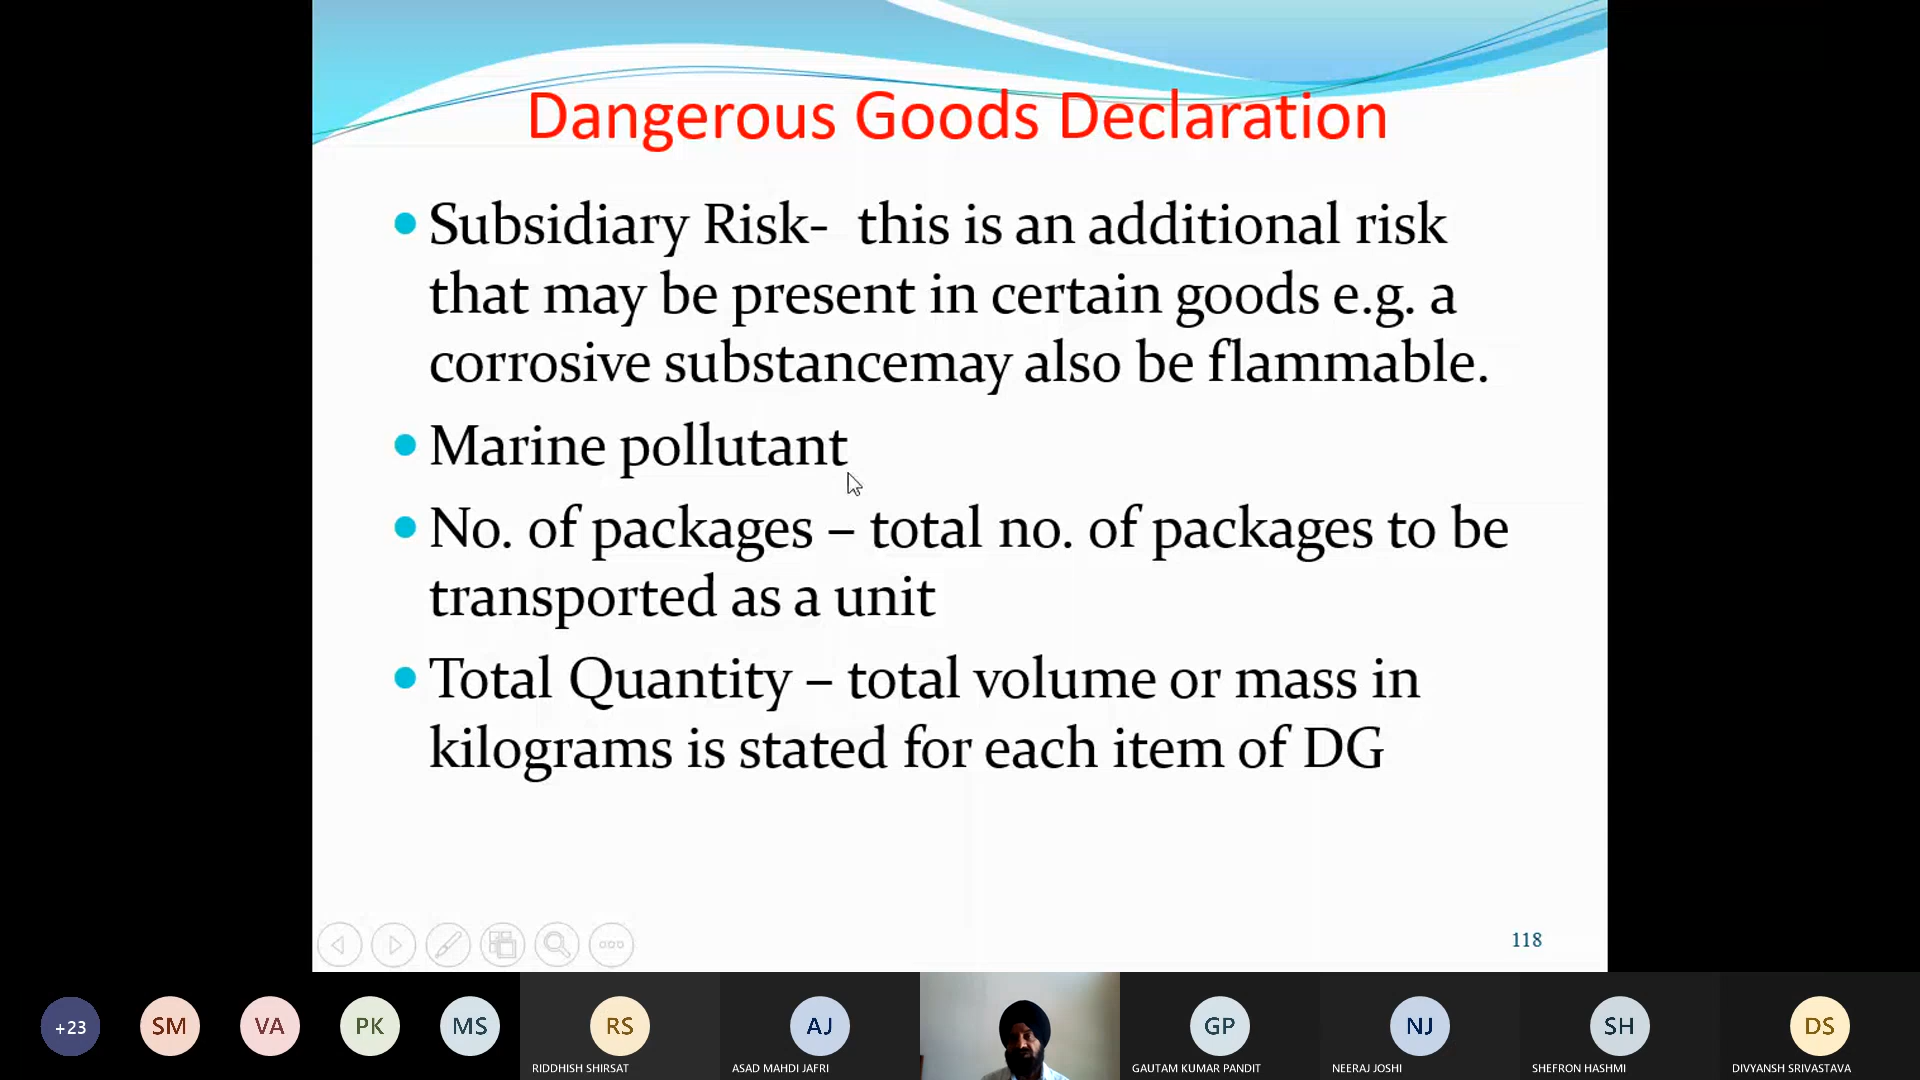 Dangerous Goods Declaration
Subsidiary Risk-  this is an additional risk
that may be present in certain goods e.g. a
corrosive substancemay also be flammable.
Marine pollutant
No. of packages – total no. of packages to be
transported as a unit
Total Quantity – total volume or mass in
kilograms is stated for each item of DG
118
+23
SM
VA
PK
MS
RS
AJ
GP
NJ
SH
DS
RIDDHISH SHIRSAT
ASAD MAHDI JAFRI
GAUTAM KUMAR PANDIT
NEERAJ JOSHI
SHEFRON HASHMI
DIVYANSH SRIVASTAVA